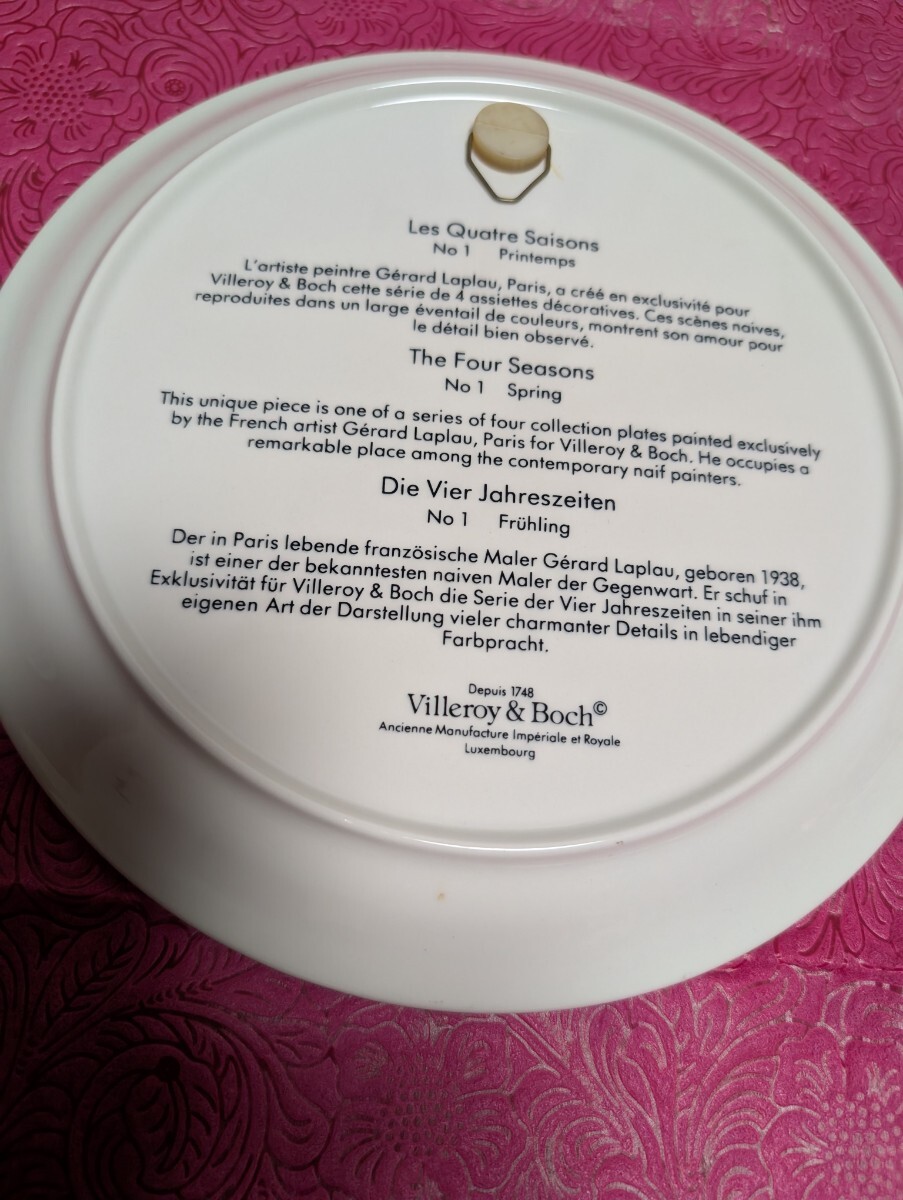 Les Quatre Saisons
No 1 Printemps
L'artiste peintre Gérard Laplau, Paris, a créé en exclusivité pour
Villeroy & Boch cette série de 4 assiettes décoratives. Ces scènes naives,
reproduites dans un large éventail de couleurs, montrent son amour pour
le détail bien observé.
The Four Seasons
No 1 Spring
This unique piece is one of a series of four collection plates painted exclusively
by the French artist Gérard Laplau, Paris for Villeroy & Boch. He occupies a
remarkable place among the contemporary naif painters.
Die Vier Jahreszeiten
No 1 Frühling
Der in Paris lebende französische Maler Gérard Laplau, geboren 1938,
ist einer der bekanntesten naiven Maler der Gegenwart. Er schuf in
Exklusivität für Villeroy & Boch die Serie der Vier Jahreszeiten in seiner ihm
eigenen Art der Darstellung vieler charmanter Details in lebendiger
Farbpracht.
Depuis 1748
Villeroy & Boch©
Ancienne Manufacture Impériale et Royale
Luxembourg